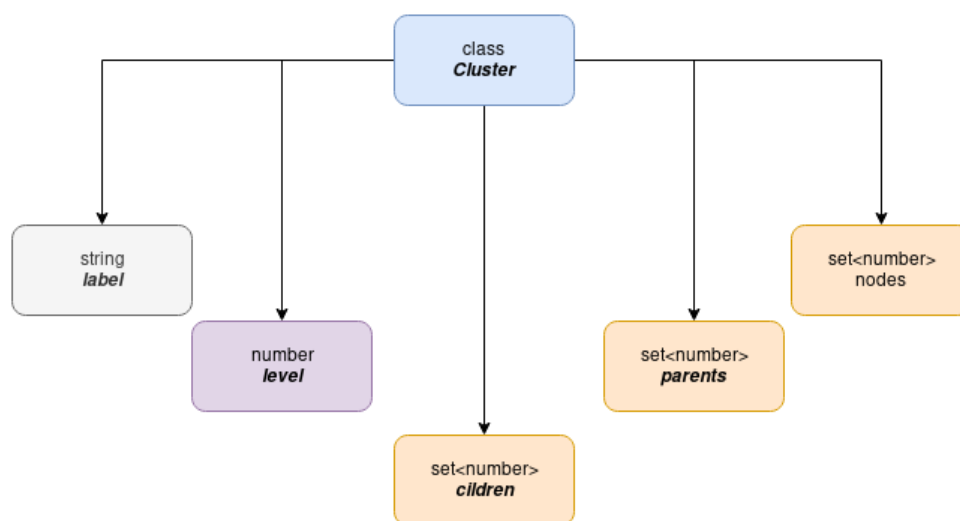 class
Cluster
string
label
set<number>
nodes
number
level
set<number>
parents
set<number>
cildren